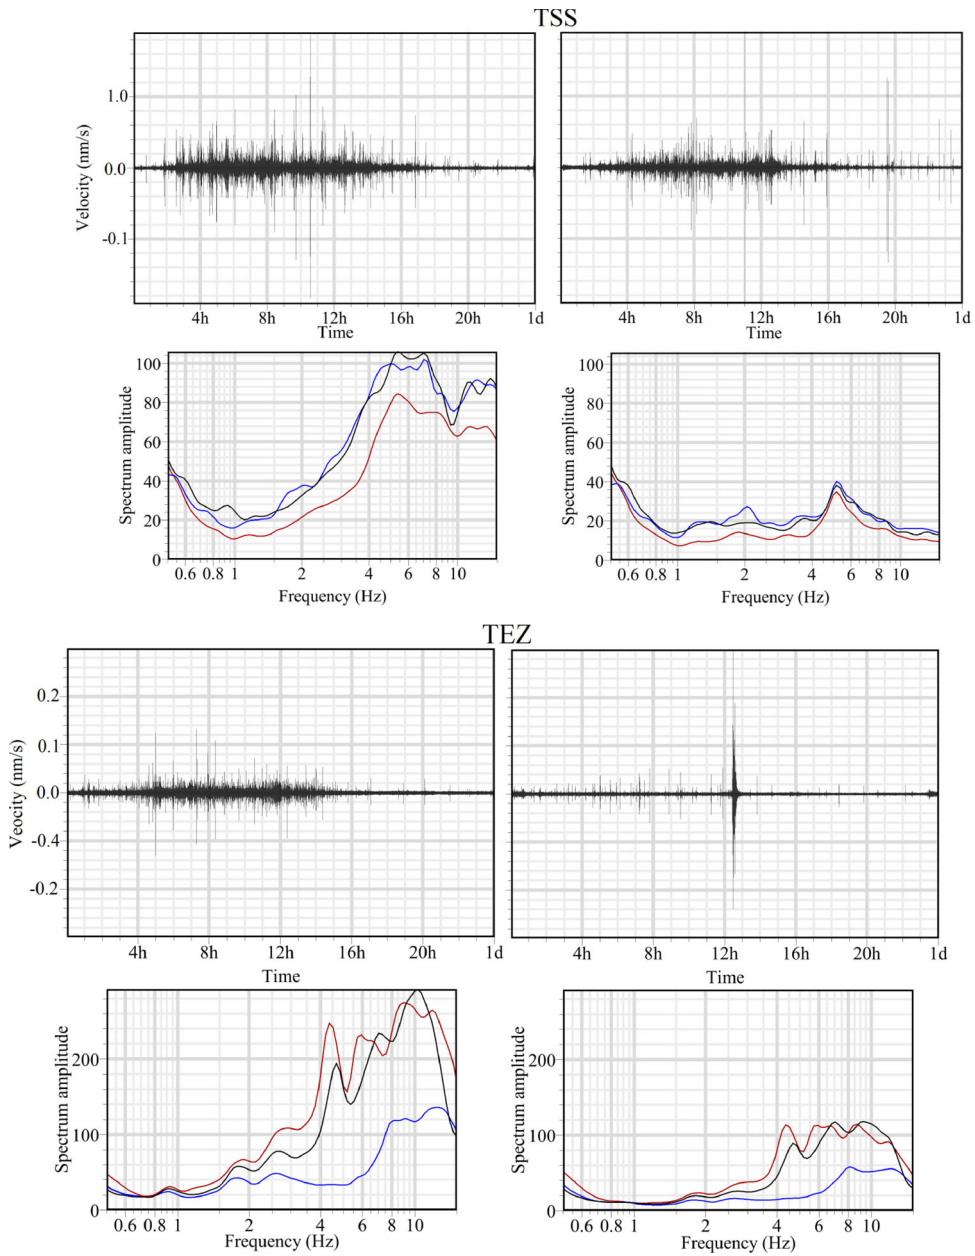 TSS
Velocity (nm/s)
1.0
0.0
-0.1
4h 8h 12h 16h 20h 1d
Time
4h 8h 12h 16h 20h 1d
Time
Spectrum amplitude
100
80
60
40
20
0
0.6 0.8 1 2 4 6 8 10
Frequency (Hz)
Spectrum amplitude
100
80
60
40
20
0
0.6 0.8 1 2 4 6 8 10
Frequency (Hz)
TEZ
Veocity (nm/s)
0.2
0.1
0.0
-0.4
-0.2
4h 8h 12h 16h 20h 1d
Time
4h 8h 12h 16h 20h 1d
Time
Spectrum amplitude
200
100
0
0.6 0.8 1 2 4 6 8 10
Frequency (Hz)
Spectrum amplitude
200
100
0
0.6 0.8 1 2 4 6 8 10
Frequency (Hz)